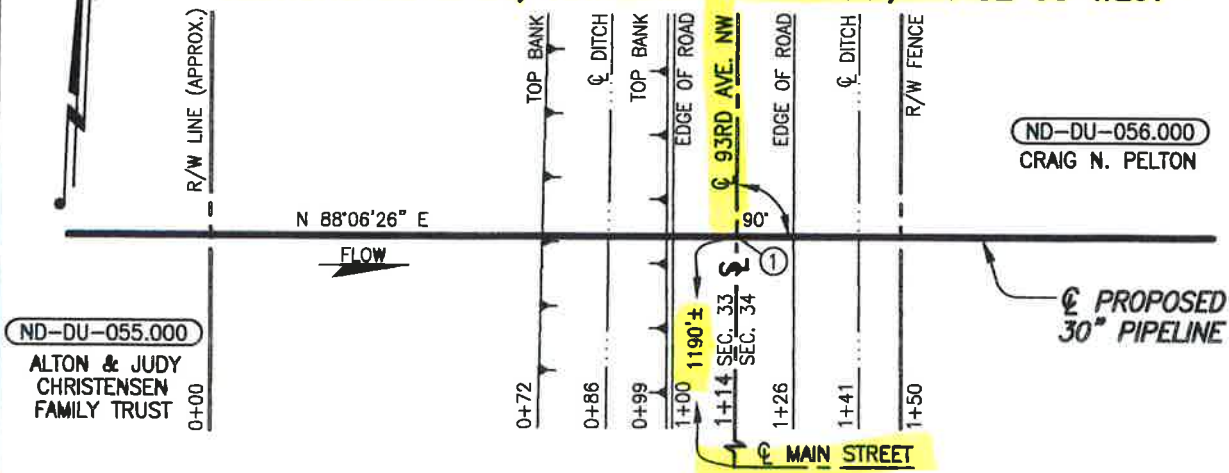 R/W LINE (APPROX.)
TOP BANK
℄ DITCH
TOP BANK
EDGE OF ROAD
℄ 93RD AVE. NW
EDGE OF ROAD
℄ DITCH
R/W FENCE
ND-DU-056.000
CRAIG N. PELTON
N 88°06'26" E
90°
FLOW
1
℄ PROPOSED
30" PIPELINE
ND-DU-055.000
ALTON & JUDY
CHRISTENSEN
FAMILY TRUST
0+00
0+72
0+86
0+99
1+00
1190'±
1+14
SEC. 33
SEC. 34
1+26
1+41
1+50
℄ MAIN STREET